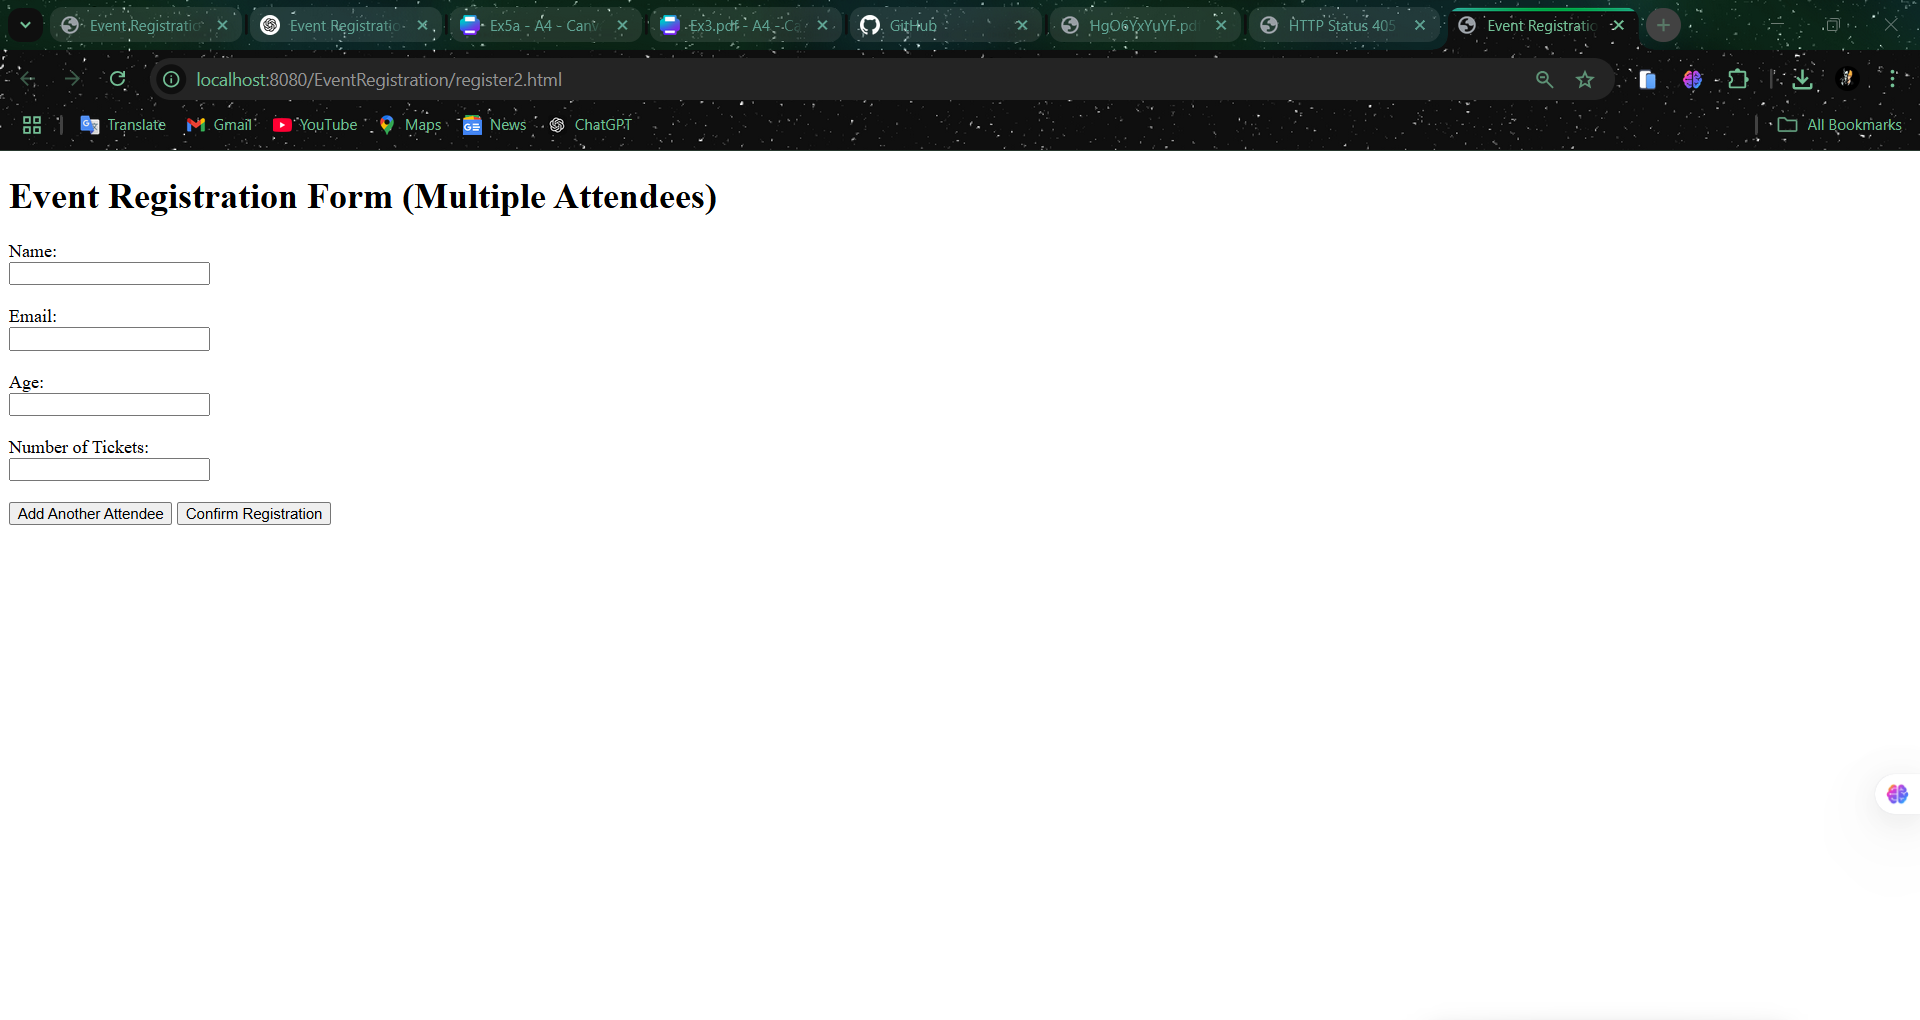 Event Registratio
Event Registratio
Ex5a - A4 - Canv
Ex3.pdf - A4 - Ca
GitHub
HgO6YxYuYF.pd
HTTP Status 405
Event Registratio
localhost:8080/EventRegistration/register2.html
Translate
Gmail
YouTube
Maps
News
ChatGPT
All Bookmarks
Event Registration Form (Multiple Attendees)
Name:
Email:
Age:
Number of Tickets:
Add Another Attendee Confirm Registration